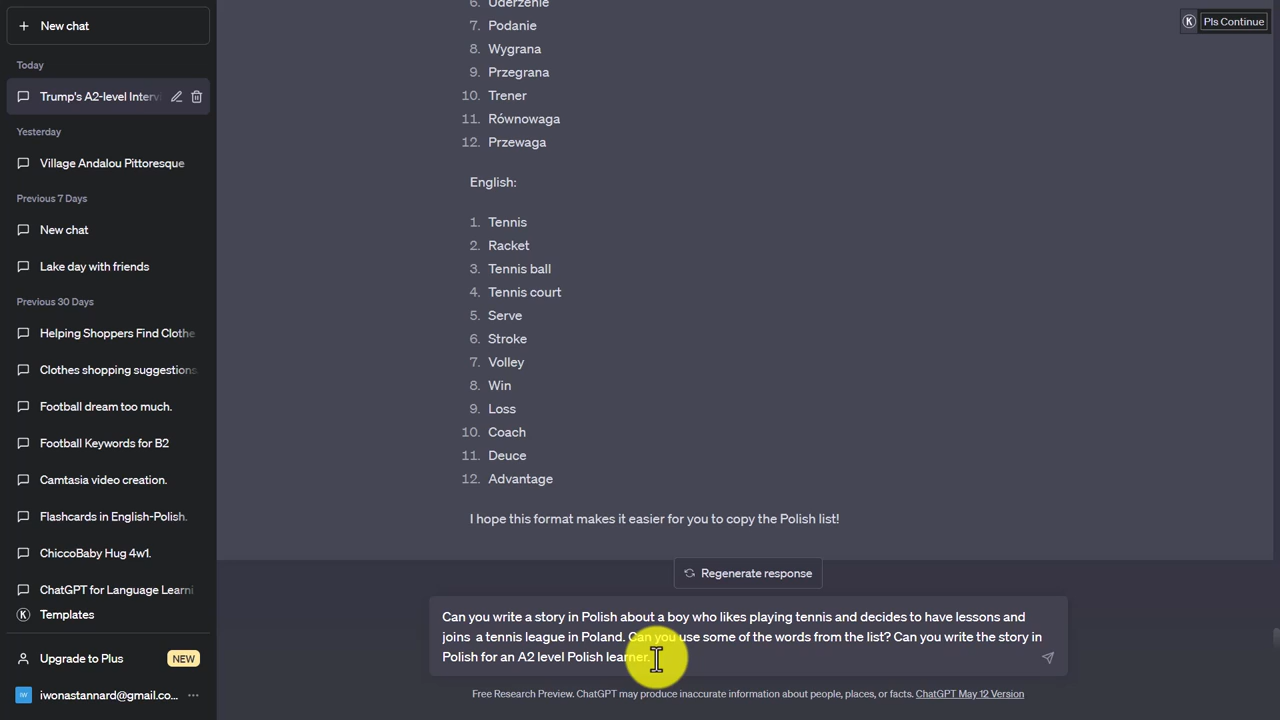 New chat
Today
Trump's A2-level Intervi
Yesterday
Village Andalou Pittoresque
Previous 7 Days
New chat
Lake day with friends
Previous 30 Days
Helping Shoppers Find Clothe
Clothes shopping suggestions
Football dream too much.
Football Keywords for B2
Camtasia video creation.
Flashcards in English-Polish.
ChiccoBaby Hug 4w1.
ChatGPT for Language Learni
Templates
Upgrade to Plus NEW
IW iwonastannard@gmail.co... ...
K Pls Continue
6. Uderzenie
7. Podanie
8. Wygrana
9. Przegrana
10. Trener
11. Równowaga
12. Przewaga
English:
1. Tennis
2. Racket
3. Tennis ball
4. Tennis court
5. Serve
6. Stroke
7. Volley
8. Win
9. Loss
10. Coach
11. Deuce
12. Advantage
I hope this format makes it easier for you to copy the Polish list!
Regenerate response
Can you write a story in Polish about a boy who likes playing tennis and decides to have lessons and
joins a tennis league in Poland. Can you use some of the words from the list? Can you write the story in
Polish for an A2 level Polish learner.
Free Research Preview. ChatGPT may produce inaccurate information about people, places, or facts. ChatGPT May 12 Version